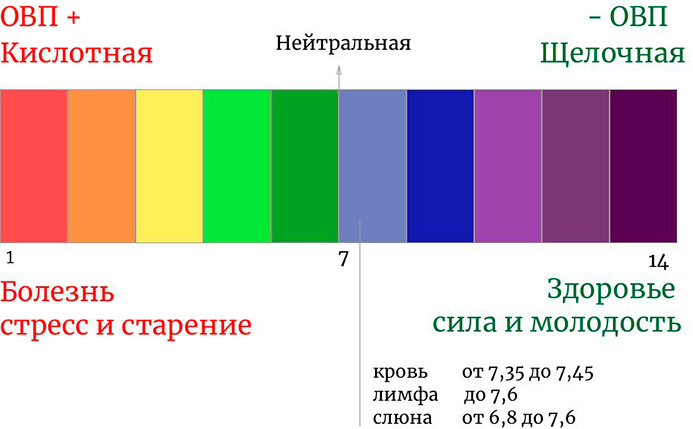 ОВП +
Кислотная
Нейтральная
- ОВП
Щелочная
1
7
14
Болезнь
стресс и старение
Здоровье
сила и молодость
кровь от 7,35 до 7,45
лимфа до 7,6
слюна от 6,8 до 7,6